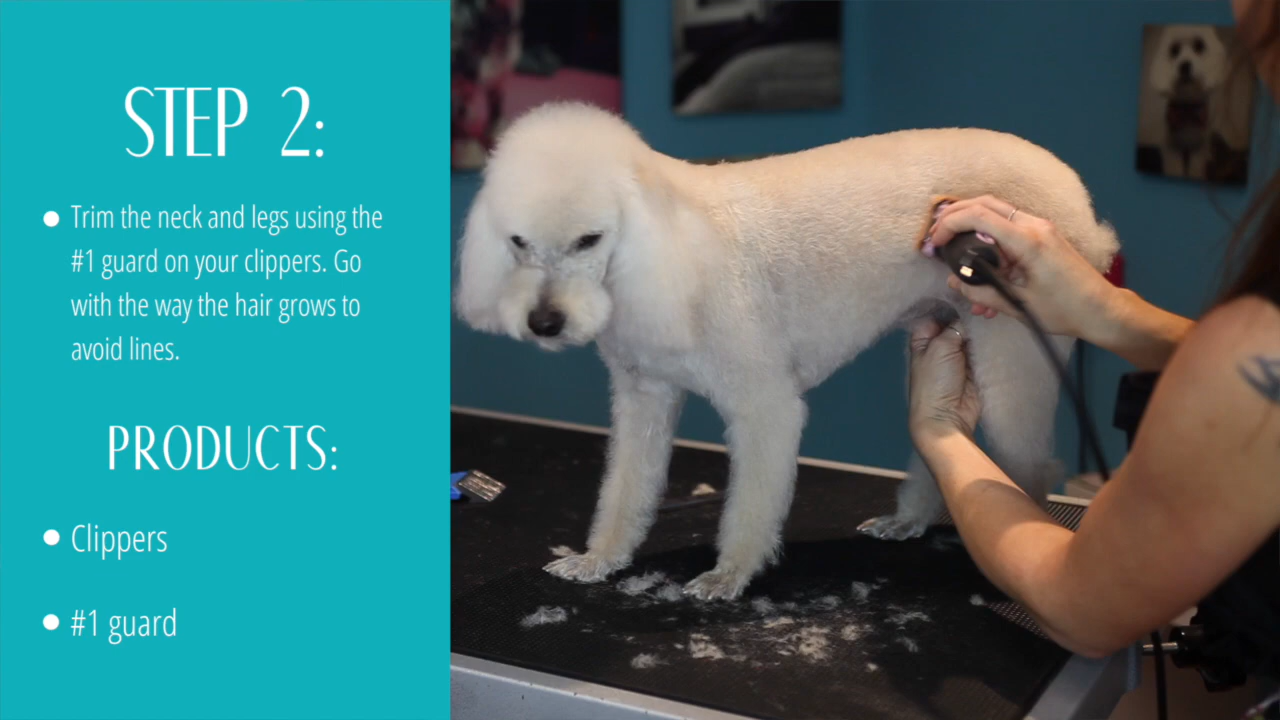 STEP 2:
• Trim the neck and legs using the
#1 guard on your clippers. Go
with the way the hair grows to
avoid lines.
PRODUCTS:
• Clippers
• #1 guard